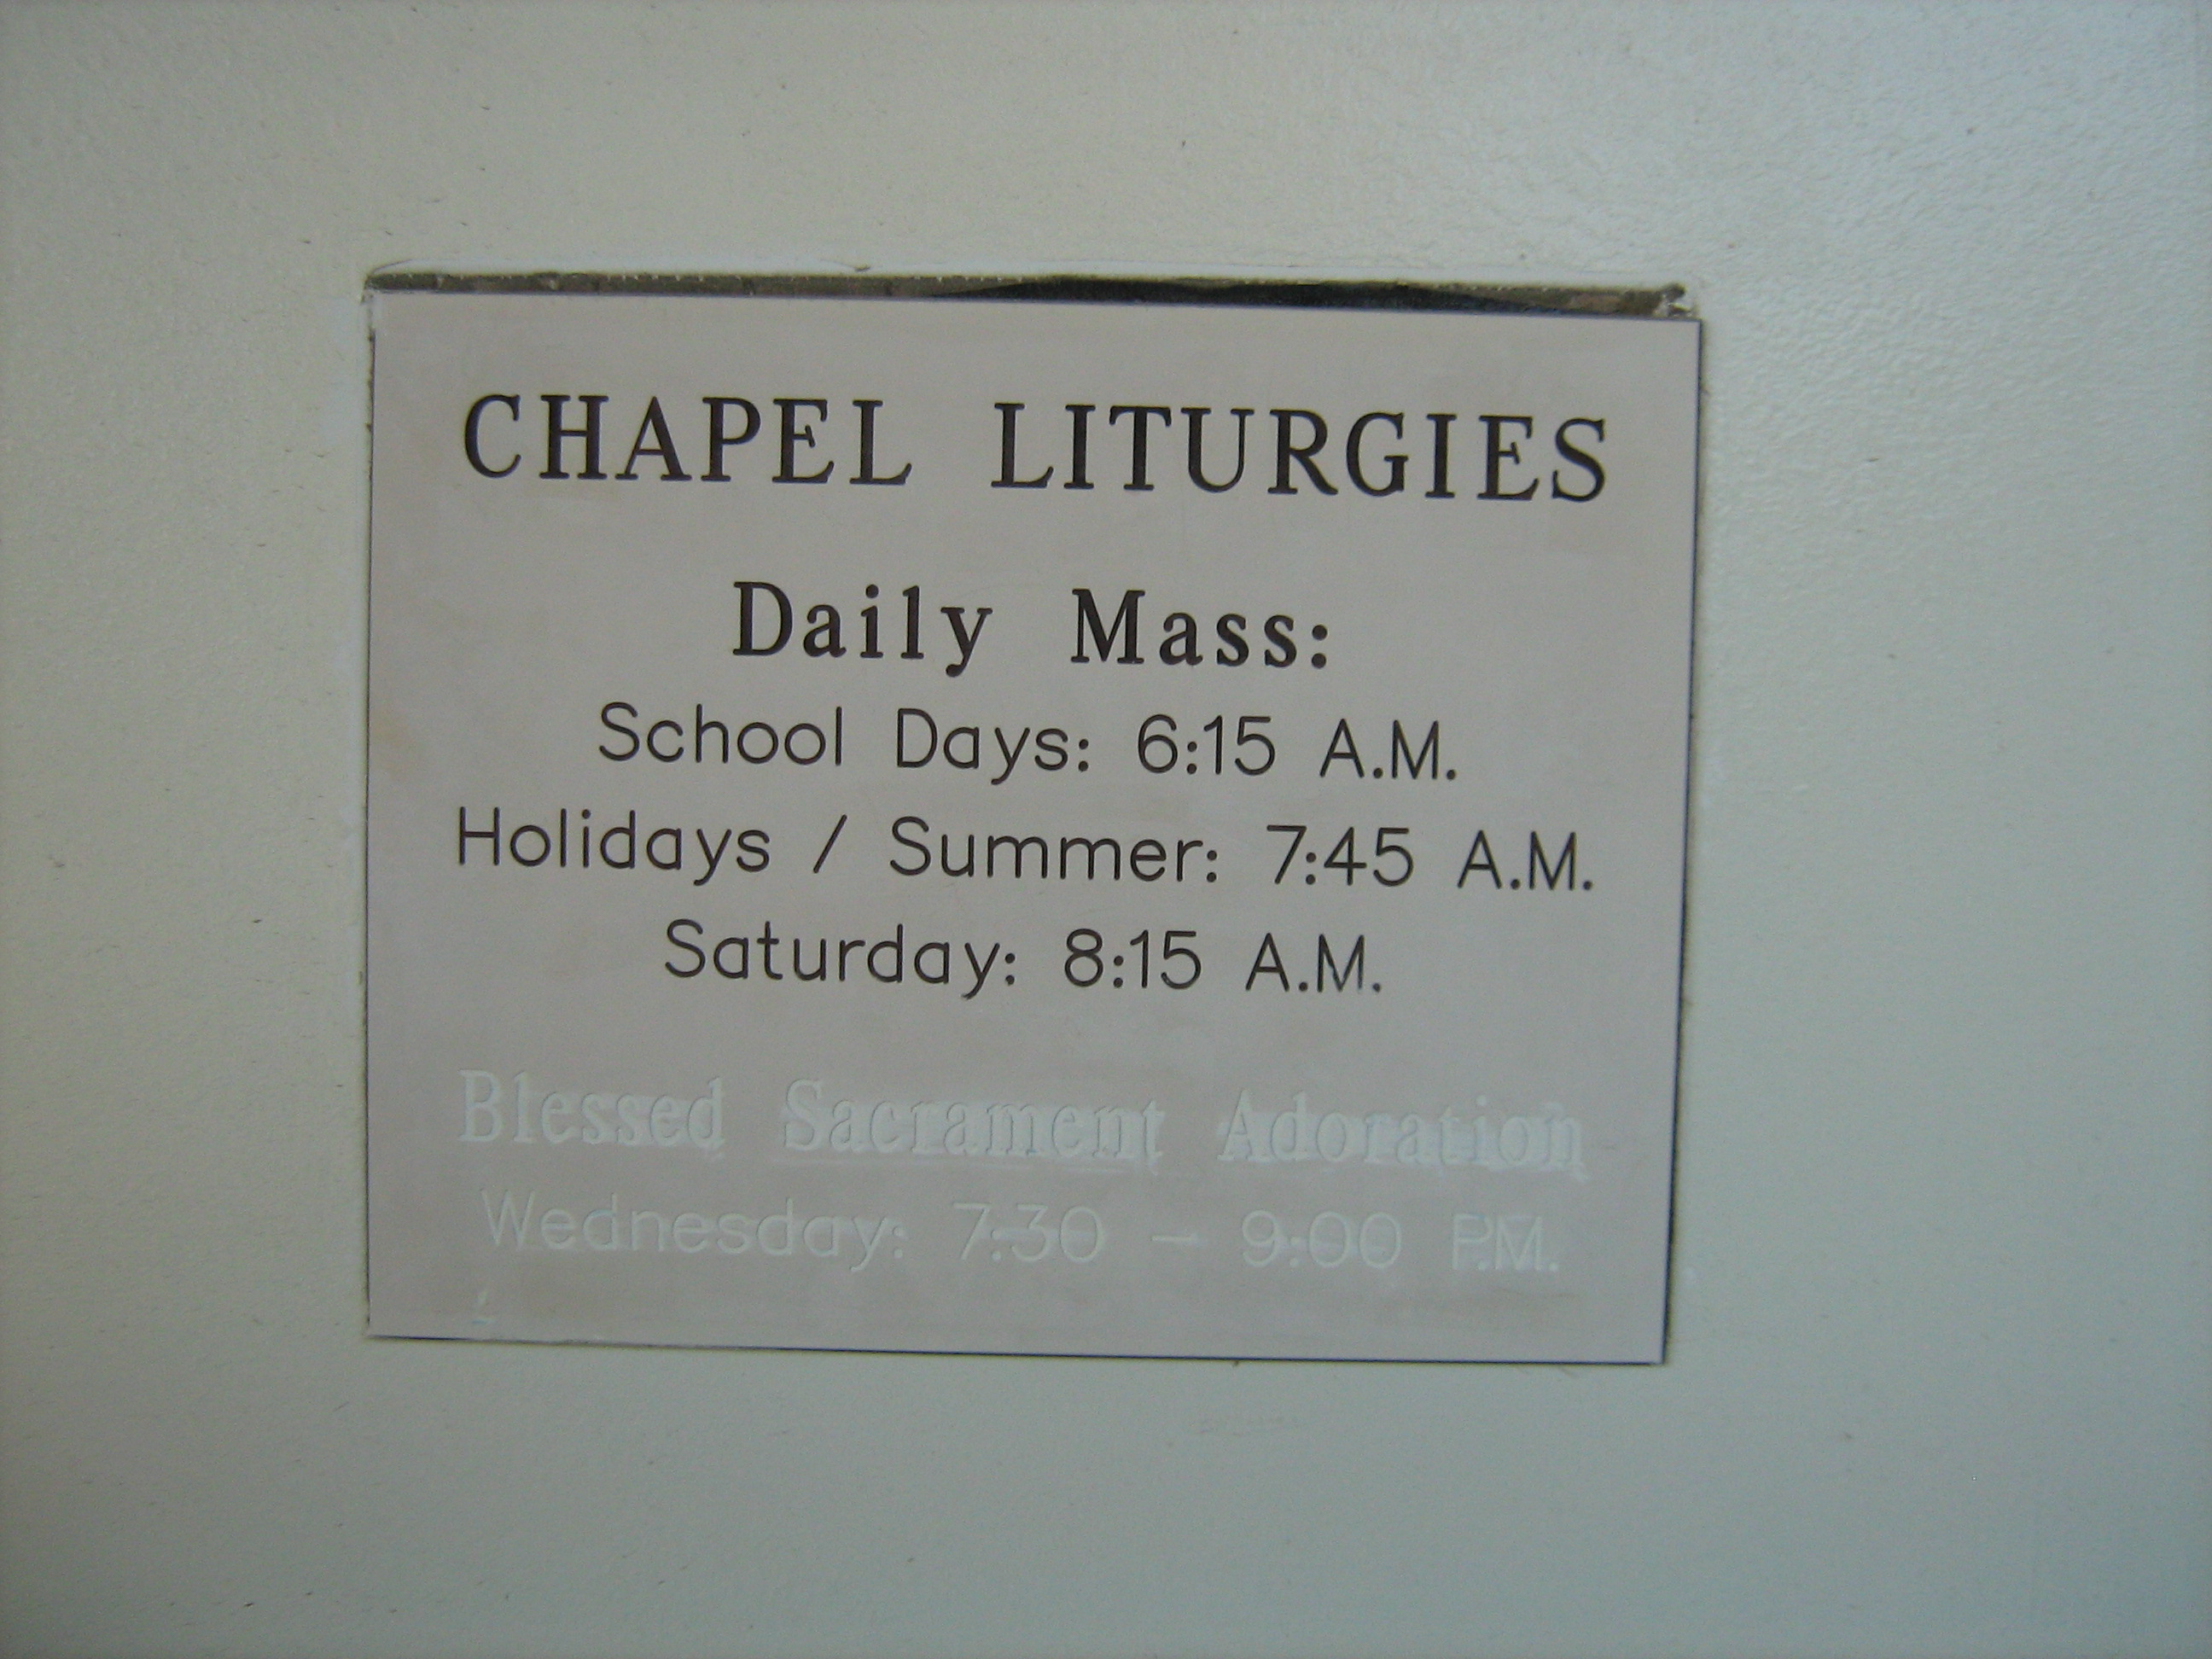 CHAPEL LITURGIES
Daily Mass:
School Days: 6:15 A.M.
Holidays / Summer: 7:45 A.M.
Saturday: 8:15 A.M.
Blessed Sacrament Adoration
Wednesday: 7:30 – 9:00 P.M.